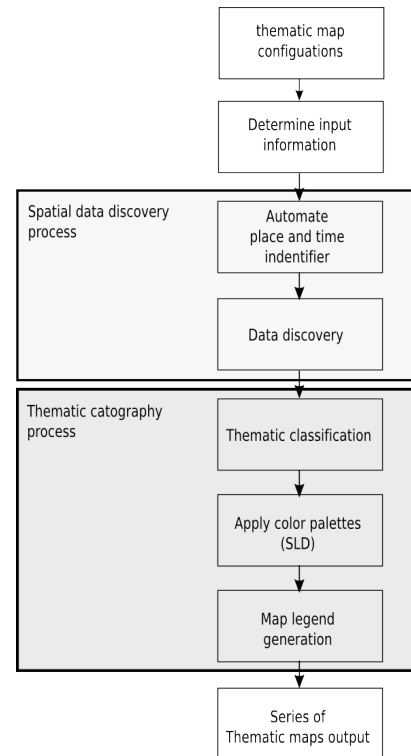 thematic map
configuations
Determine input
information
Spatial data discovery
process
Automate
place and time
indentifier
Data discovery
Thematic catography
process
Thematic classification
Apply color palettes
(SLD)
Map legend
generation
Series of
Thematic maps output